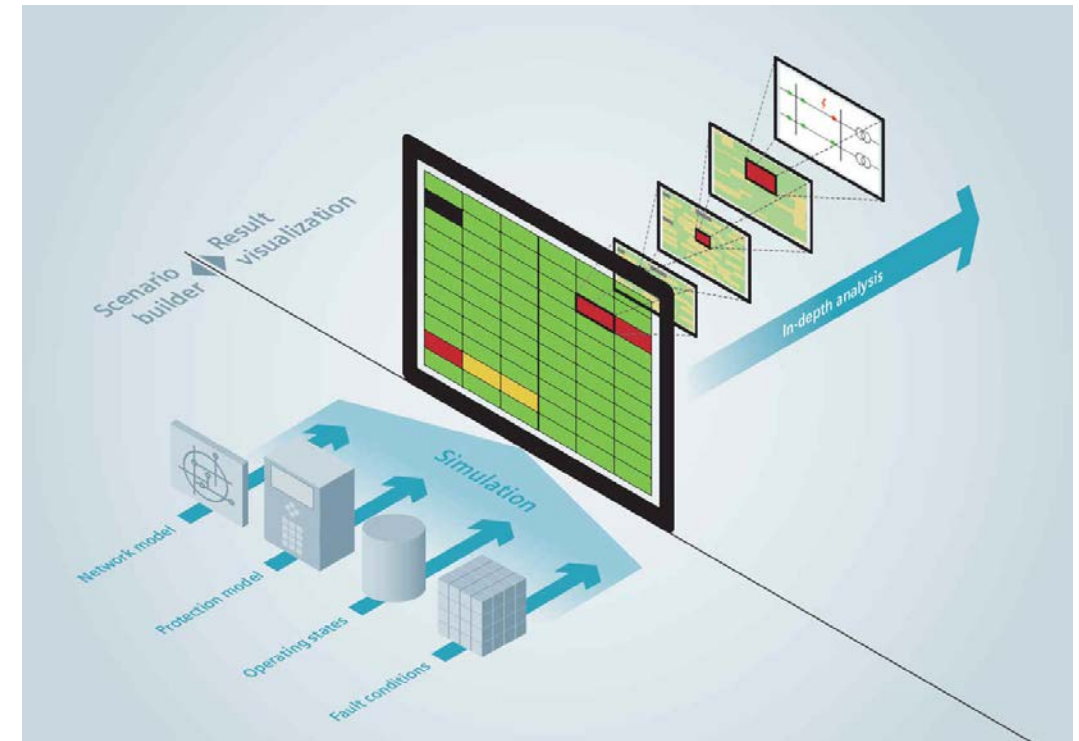 Scenario
builder
Result
visualization
In-depth analysis
Simulation
Network model
Protection model
Operating states
Fault conditions